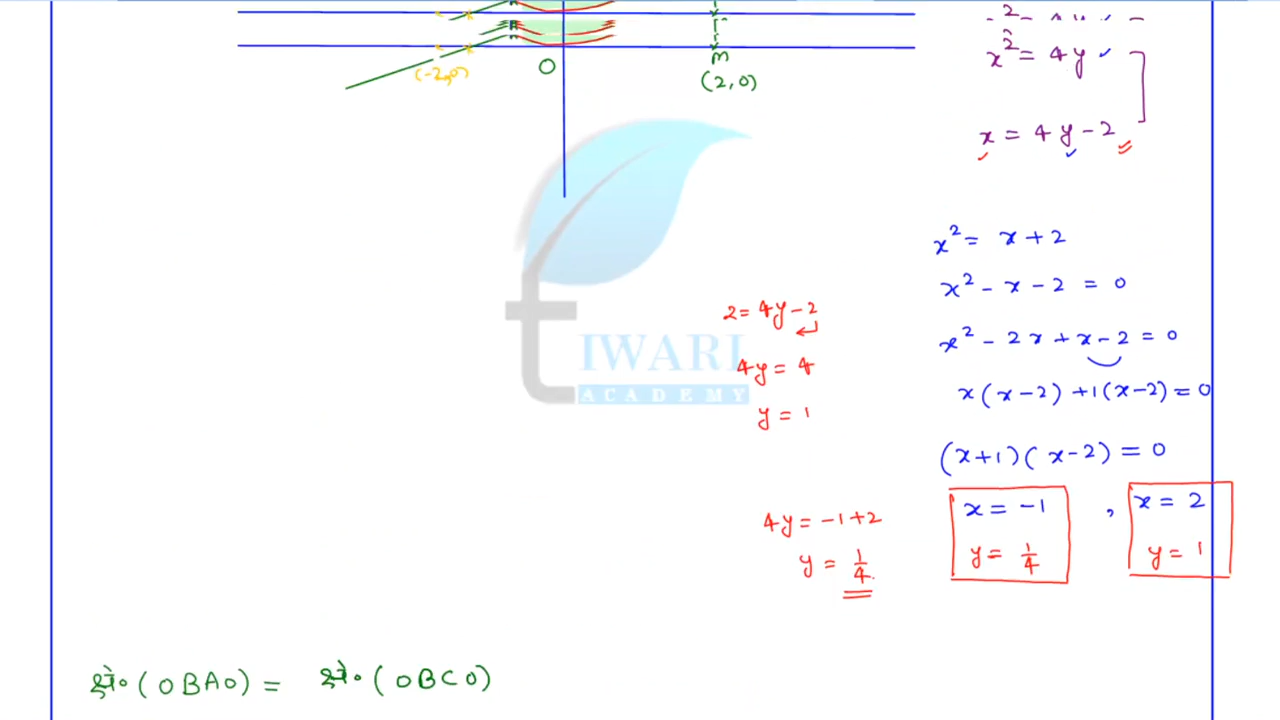 O
(-2,0)
M
(2,0)
x² = 4y ✓
x = 4y - 2
x² = x + 2
x² - x - 2 = 0
x² - 2x + x - 2 = 0
x(x-2) + 1(x-2) = 0
(x+1)(x-2) = 0
x = -1 , x = 2
y = 1/4
y = 1
2 = 4y - 2
4y = 4
y = 1
4y = -1+2
y = 1/4
TIWARI
ACADEMY
(OBAO) = (OBCO)